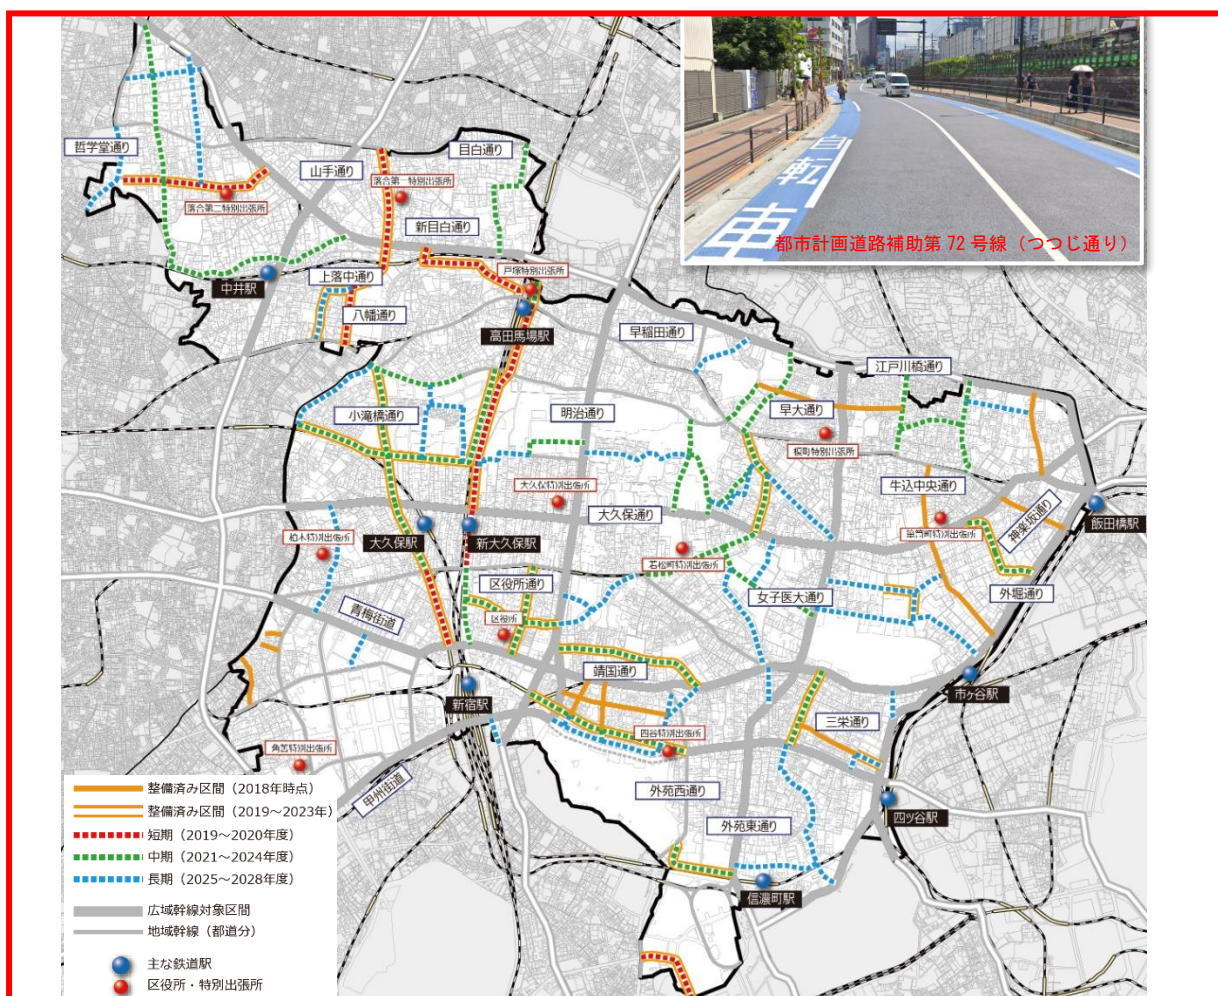 自転車
都市計画道路補助第72号線（つつじ通り）
哲学堂通り
山手通り
目白通り
落合第一特別出張所
落合第二特別出張所
新目白通り
戸塚特別出張所
中井駅
上落中通り
八幡通り
高田馬場駅
早稲田通り
江戸川橋通り
小滝橋通り
明治通り
早大通り
榎町特別出張所
大久保特別出張所
牛込中央通り
大久保通り
神楽坂通り
飯田橋駅
柏木特別出張所
大久保駅
新大久保駅
若松町特別出張所
箪笥町特別出張所
区役所通り
女子医大通り
外堀通り
青梅街道
区役所
靖国通り
市ヶ谷駅
新宿駅
三栄通り
四谷特別出張所
角筈特別出張所
甲州街道
外苑西通り
外苑東通り
四ツ谷駅
信濃町駅
整備済み区間（2018年時点）
整備済み区間（2019～2023年）
短期（2019～2020年度）
中期（2021～2024年度）
長期（2025～2028年度）
広域幹線対象区間
地域幹線（都道分）
主な鉄道駅
区役所・特別出張所